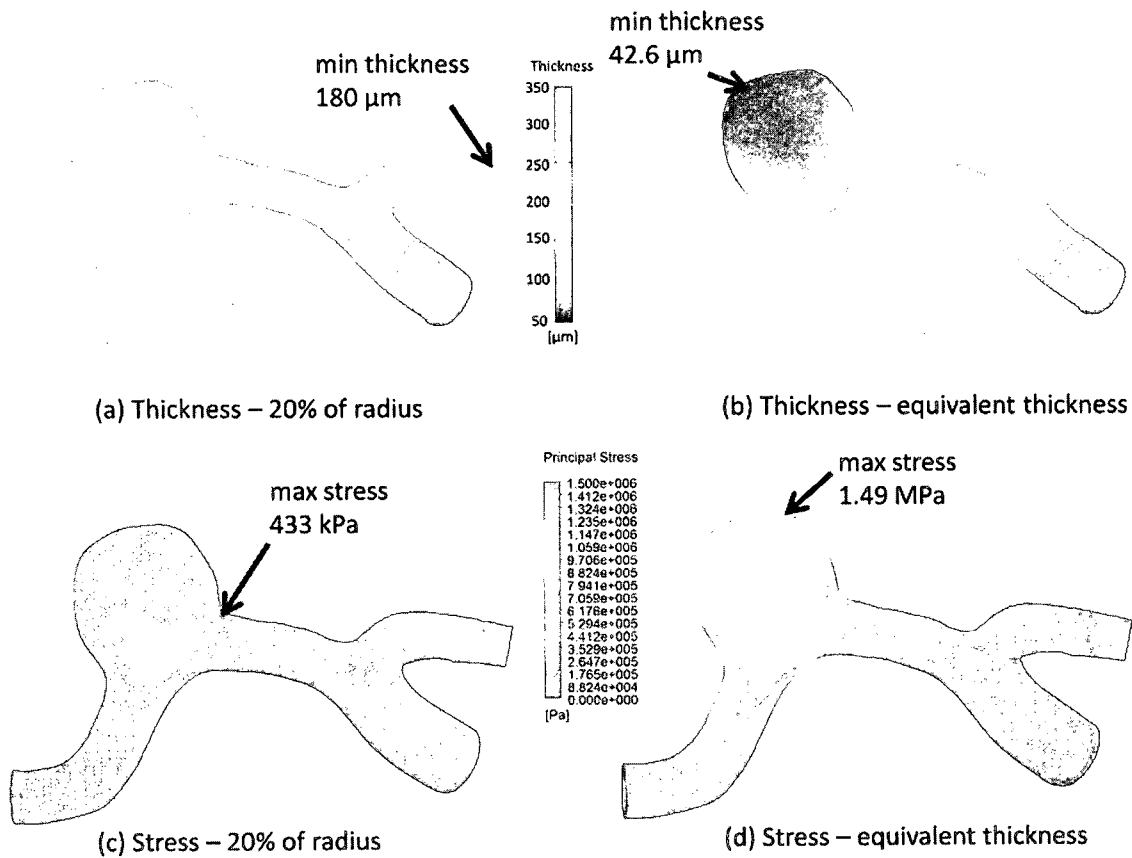 min thickness
180 µm
Thickness
350
300
250
200
150
100
50
[µm]
min thickness
42.6 µm
(a) Thickness – 20% of radius
(b) Thickness – equivalent thickness
max stress
433 kPa
Principal Stress
1.500e+006
1.412e+006
1.324e+006
1.235e+006
1.147e+006
1.059e+006
9.706e+005
8.824e+005
7.941e+005
7.059e+005
6.176e+005
5.294e+005
4.412e+005
3.529e+005
2.647e+005
1.765e+005
8.824e+004
0.000e+000
[Pa]
max stress
1.49 MPa
(c) Stress – 20% of radius
(d) Stress – equivalent thickness